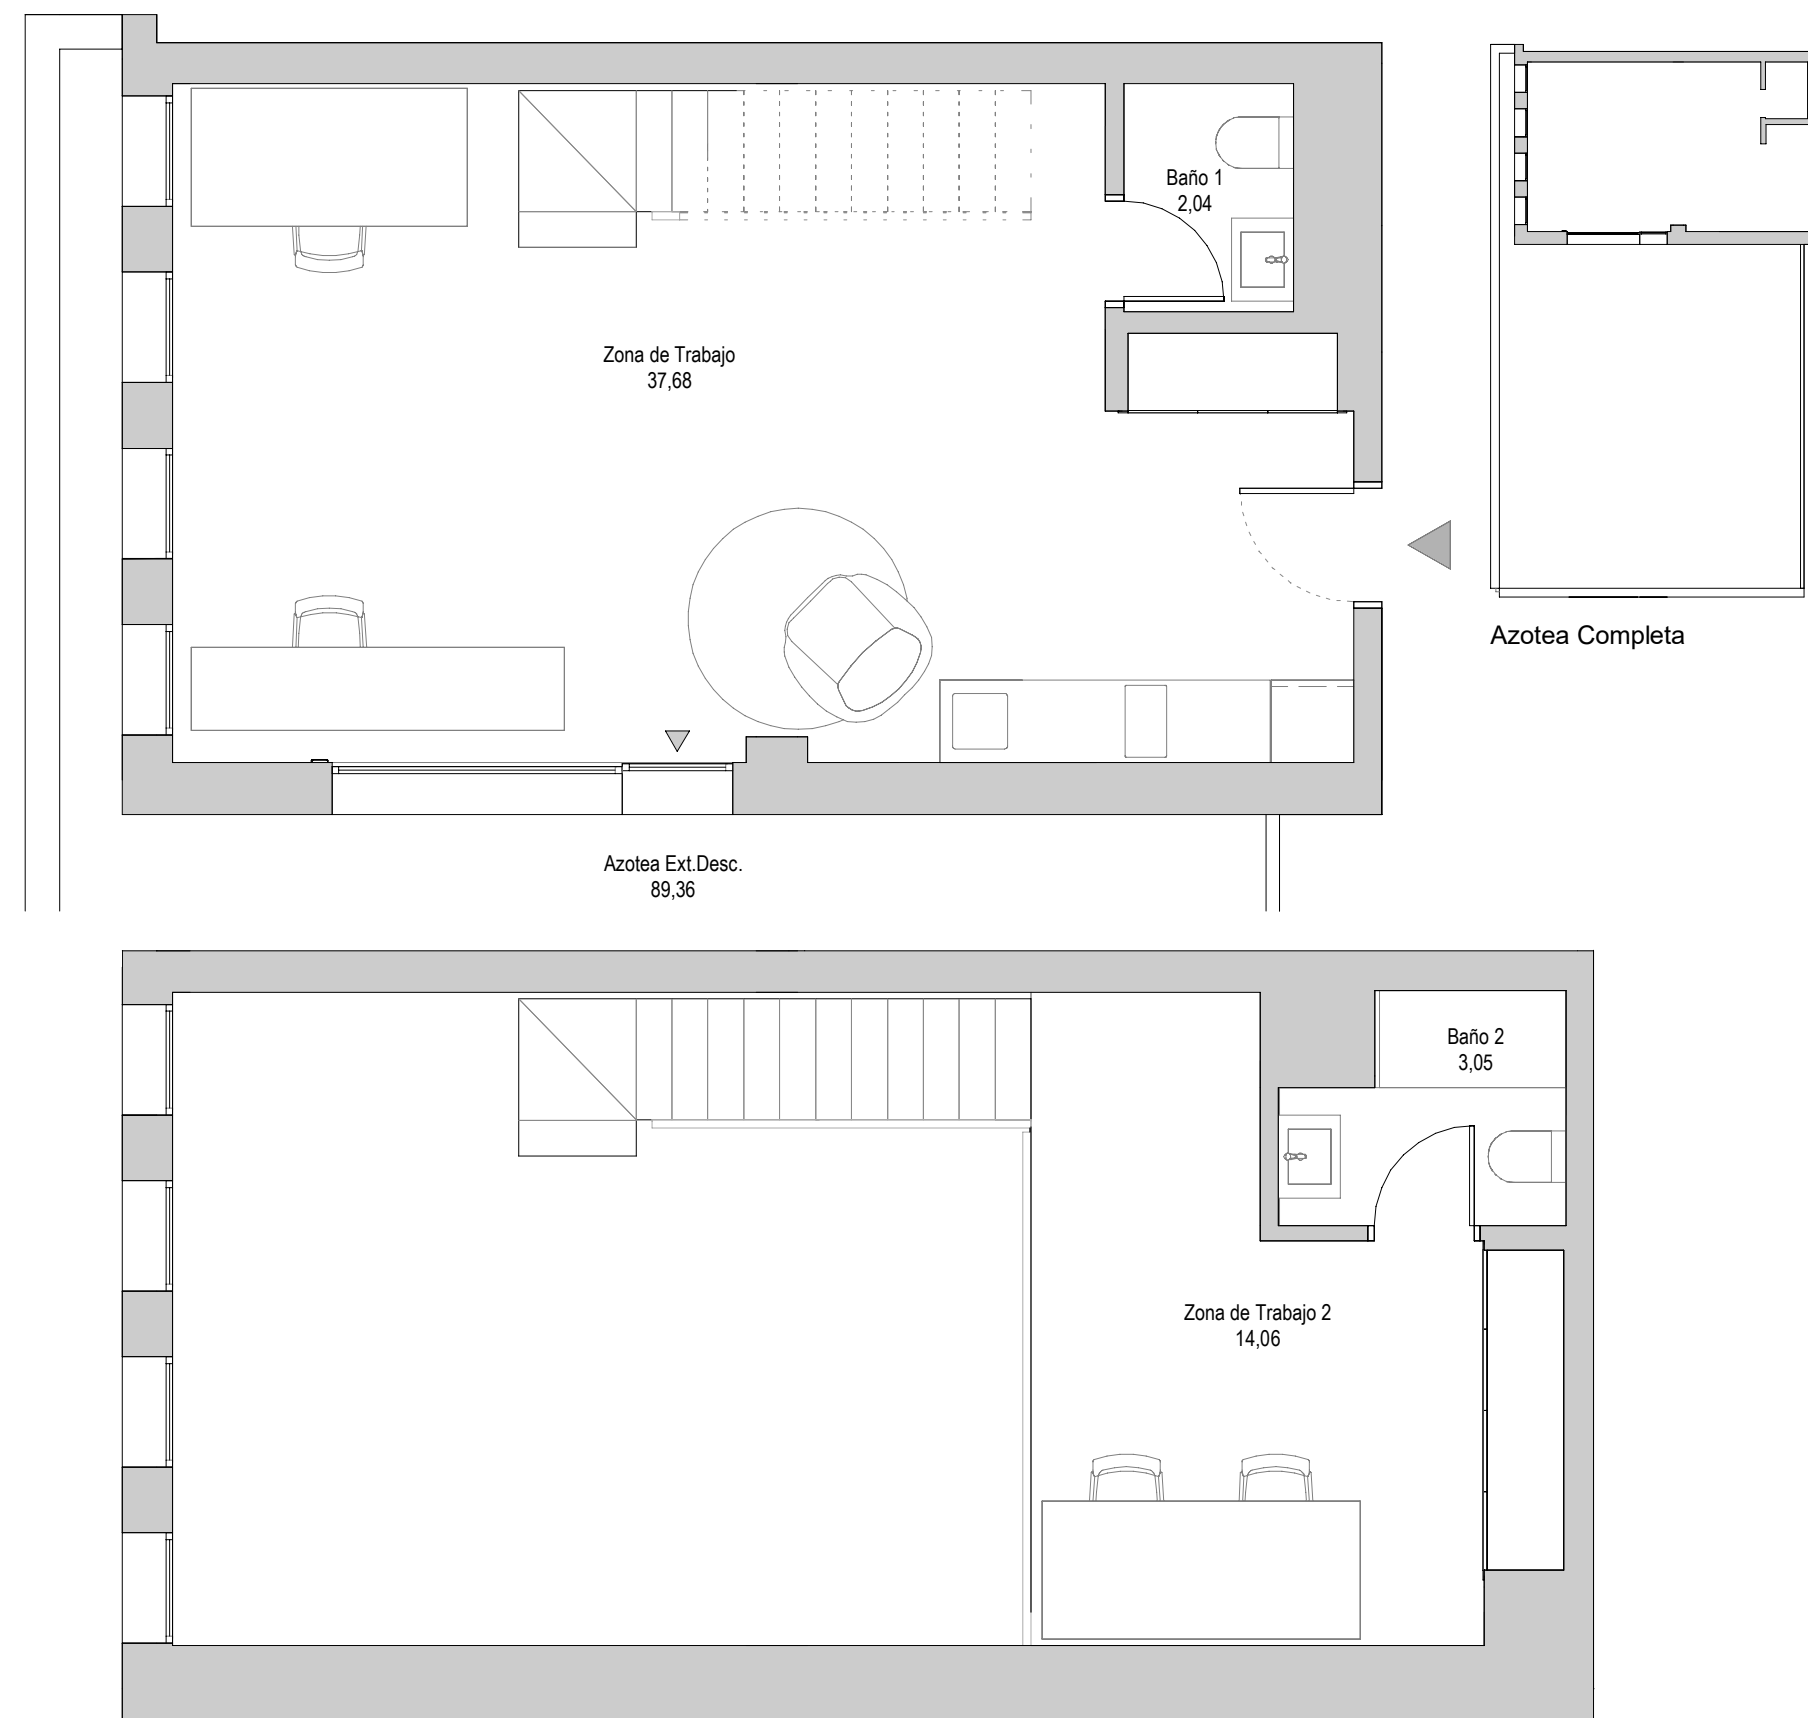 Baño 1
2,04
Zona de Trabajo
37,68
Azotea Completa
Azotea Ext.Desc.
89,36
Baño 2
3,05
Zona de Trabajo 2
14,06